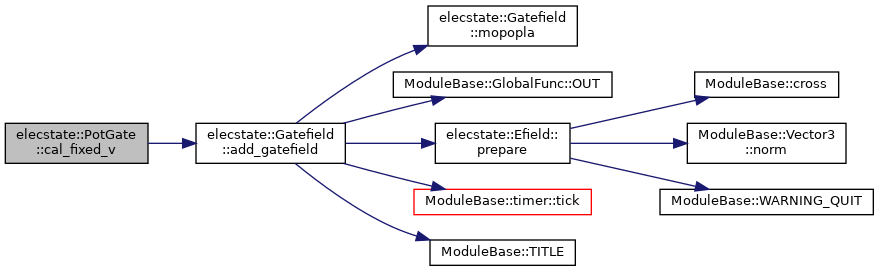 elecstate::PotGate
::cal_fixed_v
elecstate::Gatefield
::add_gatefield
elecstate::Gatefield
::mopopla
ModuleBase::GlobalFunc::OUT
elecstate::Efield::
prepare
ModuleBase::timer::tick
ModuleBase::TITLE
ModuleBase::cross
ModuleBase::Vector3
::norm
ModuleBase::WARNING_QUIT